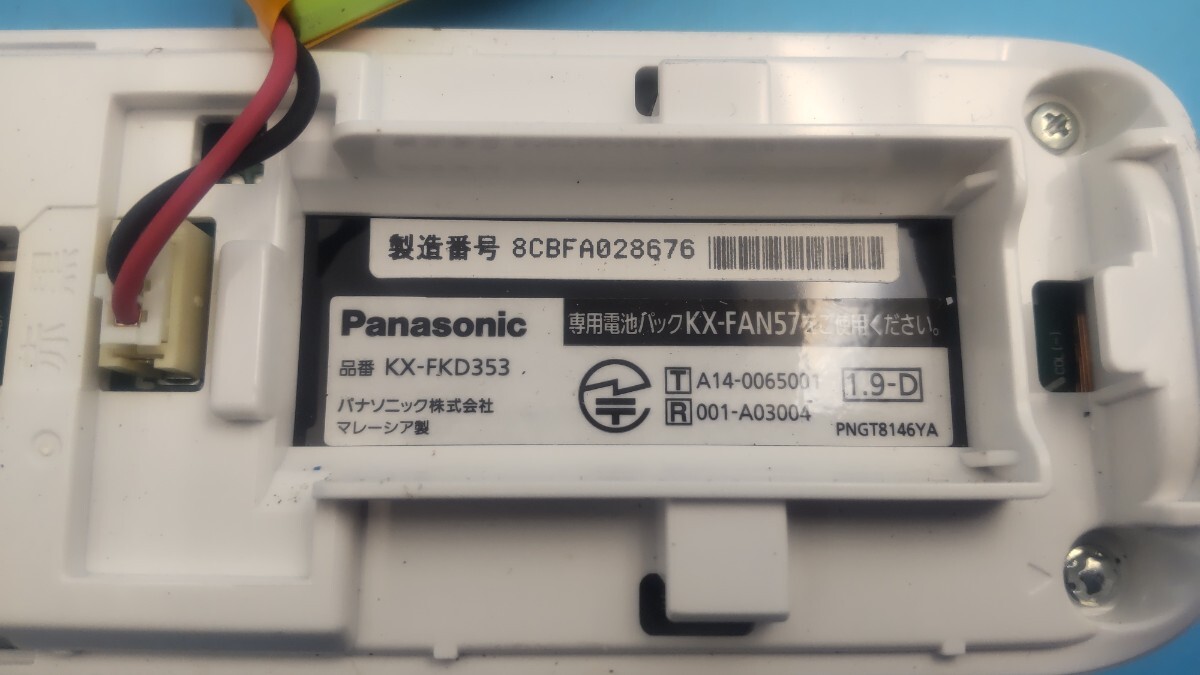 製造番号 8CBFA028676
Panasonic
専用電池パックKX-FAN57をご使用ください。
品番 KX-FKD353
パナソニック株式会社
マレーシア製
T A14-0065001
R 001-A03004
1.9-D
PNGT8146YA
赤 黒